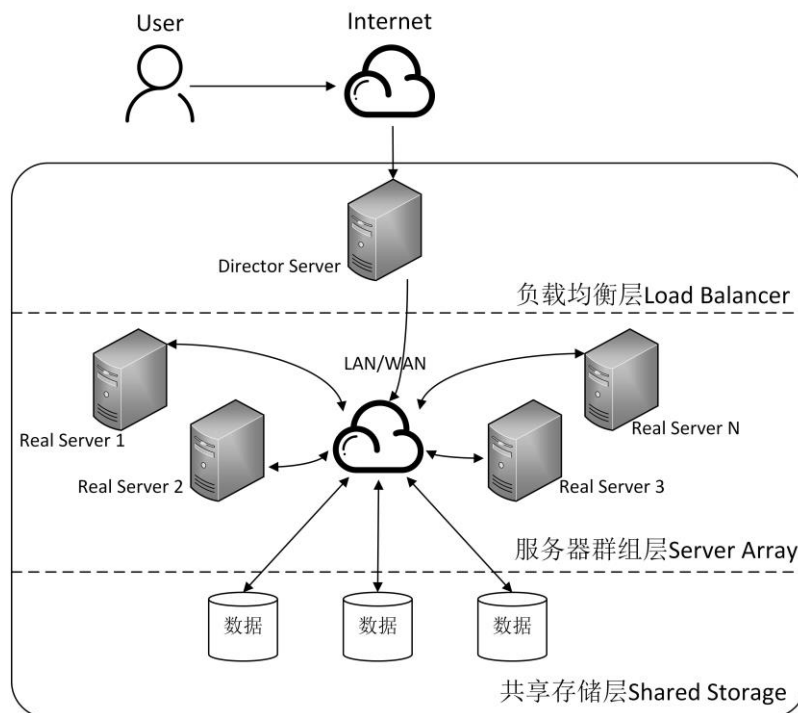 User
Internet
Director Server
负载均衡层Load Balancer
LAN/WAN
Real Server 1
Real Server N
Real Server 2
Real Server 3
服务器群组层Server Array
数据
数据
数据
共享存储层Shared Storage